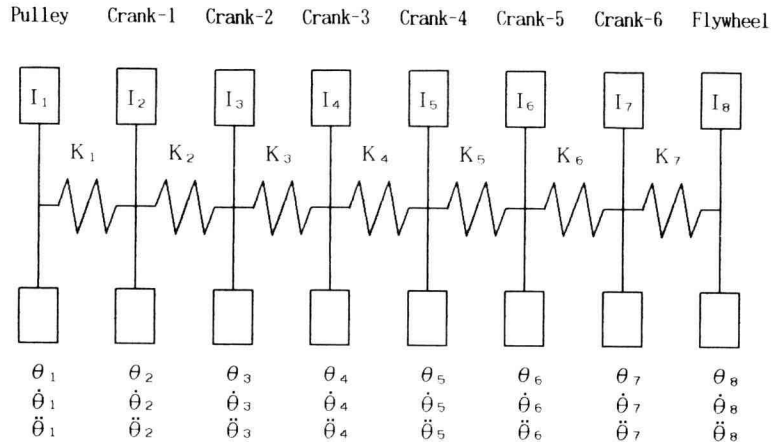 Pulley Crank-1 Crank-2 Crank-3 Crank-4 Crank-5 Crank-6 Flywheel
I₁ I₂ I₃ I₄ I₅ I₆ I₇ I₈
K₁ K₂ K₃ K₄ K₅ K₆ K₇
θ₁ θ₂ θ₃ θ₄ θ₅ θ₆ θ₇ θ₈
θ̇₁ θ̇₂ θ̇₃ θ̇₄ θ̇₅ θ̇₆ θ̇₇ θ̇₈
θ̈₁ θ̈₂ θ̈₃ θ̈₄ θ̈₅ θ̈₆ θ̈₇ θ̈₈